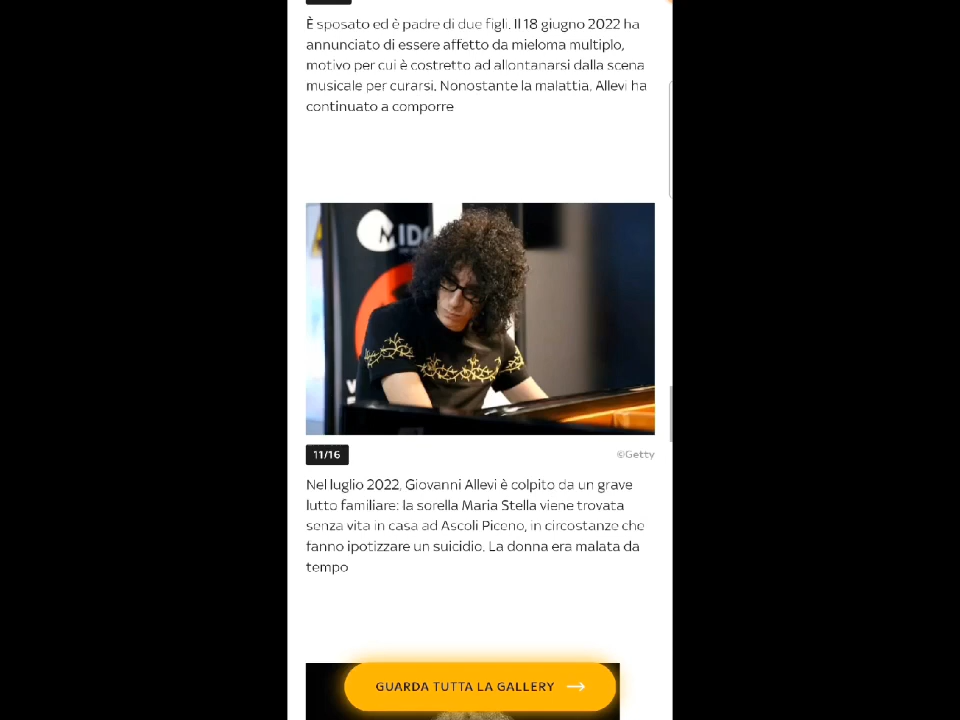 È sposato ed è padre di due figli. Il 18 giugno 2022 ha
annunciato di essere affetto da mieloma multiplo,
motivo per cui è costretto ad allontanarsi dalla scena
musicale per curarsi. Nonostante la malattia, Allevi ha
continuato a comporre
MIDO
11/16
©Getty
Nel luglio 2022, Giovanni Allevi è colpito da un grave
lutto familiare: la sorella Maria Stella viene trovata
senza vita in casa ad Ascoli Piceno, in circostanze che
fanno ipotizzare un suicidio. La donna era malata da
tempo
GUARDA TUTTA LA GALLERY →